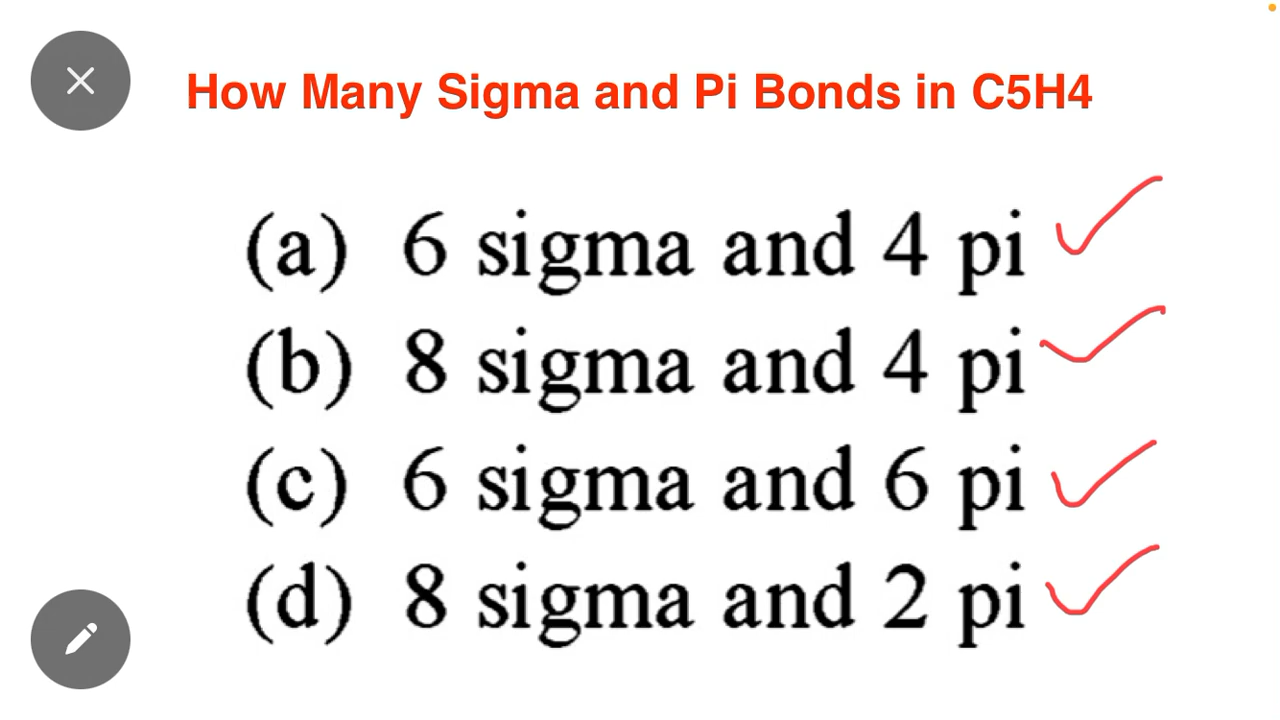 How Many Sigma and Pi Bonds in C5H4
(a) 6 sigma and 4 pi
(b) 8 sigma and 4 pi
(c) 6 sigma and 6 pi
(d) 8 sigma and 2 pi